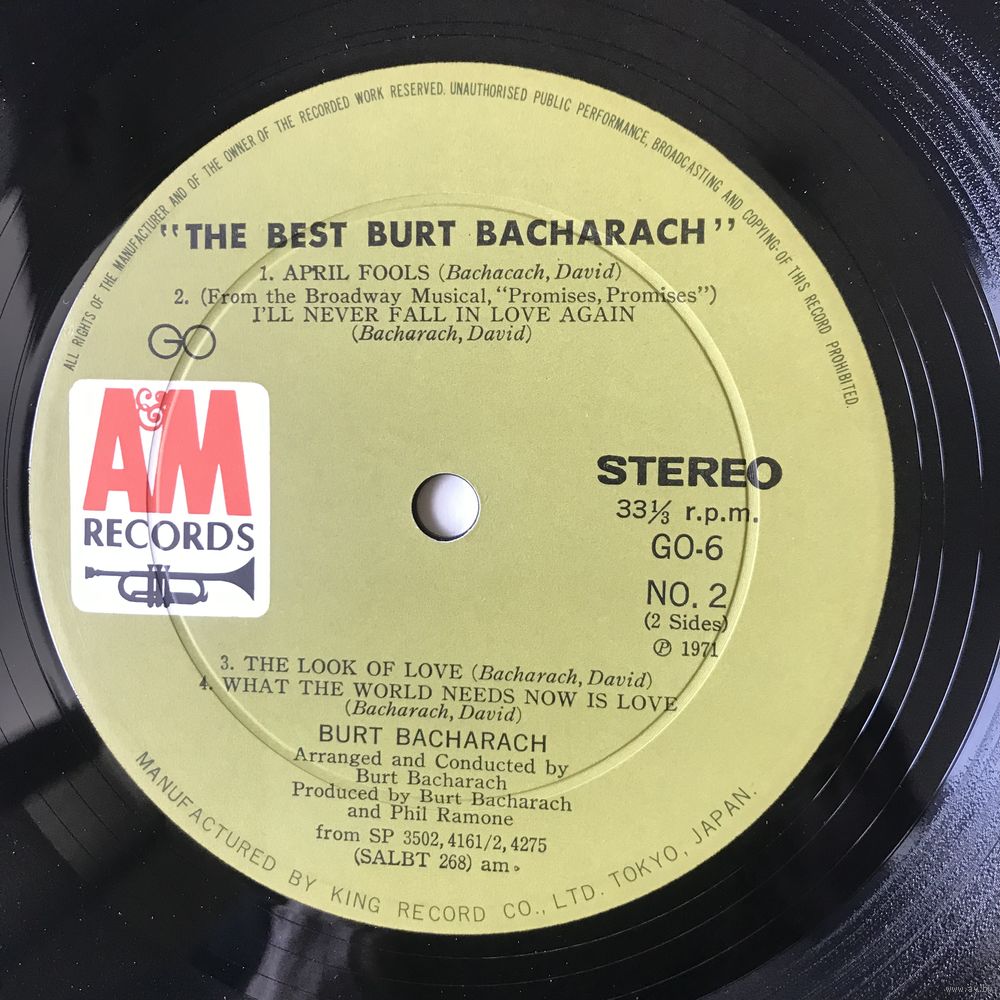 ALL RIGHTS OF THE MANUFACTURER AND OF THE OWNER OF THE RECORDED WORK RESERVED. UNAUTHORISED PUBLIC PERFORMANCE, BROADCASTING AND COPYING OF THIS RECORD PROHIBITED.
"THE BEST BURT BACHARACH"
1. APRIL FOOLS (Bachacach, David)
2. (From the Broadway Musical, "Promises, Promises")
I'LL NEVER FALL IN LOVE AGAIN
(Bacharach, David)
GO
A&M
RECORDS
STEREO
33⅓ r.p.m.
GO-6
NO. 2
(2 Sides)
Ⓟ 1971
3. THE LOOK OF LOVE (Bacharach, David)
4. WHAT THE WORLD NEEDS NOW IS LOVE
(Bacharach, David)
BURT BACHARACH
Arranged and Conducted by
Burt Bacharach
Produced by Burt Bacharach
and Phil Ramone
from SP 3502, 4161/2, 4275
(SALBT 268) am.
MANUFACTURED BY KING RECORD CO., LTD. TOKYO, JAPAN.